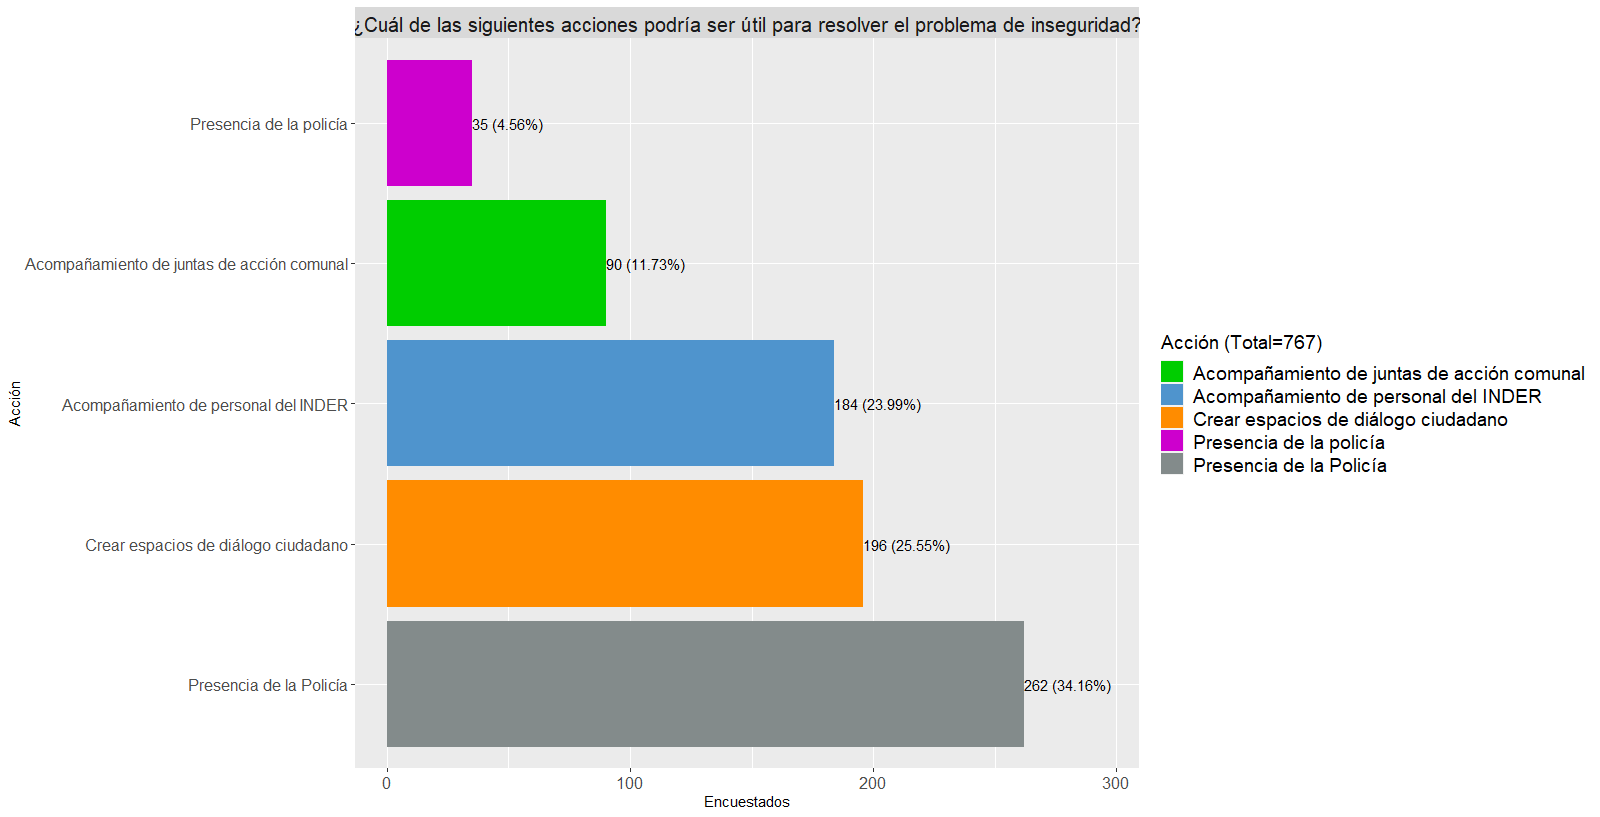 ¿Cuál de las siguientes acciones podría ser útil para resolver el problema de inseguridad?
Presencia de la policía
35 (4.56%)
Acompañamiento de juntas de acción comunal
90 (11.73%)
Acompañamiento de personal del INDER
184 (23.99%)
Crear espacios de diálogo ciudadano
196 (25.55%)
Presencia de la Policía
262 (34.16%)
Acción
0
100
200
300
Encuestados
Acción (Total=767)
Acompañamiento de juntas de acción comunal
Acompañamiento de personal del INDER
Crear espacios de diálogo ciudadano
Presencia de la policía
Presencia de la Policía